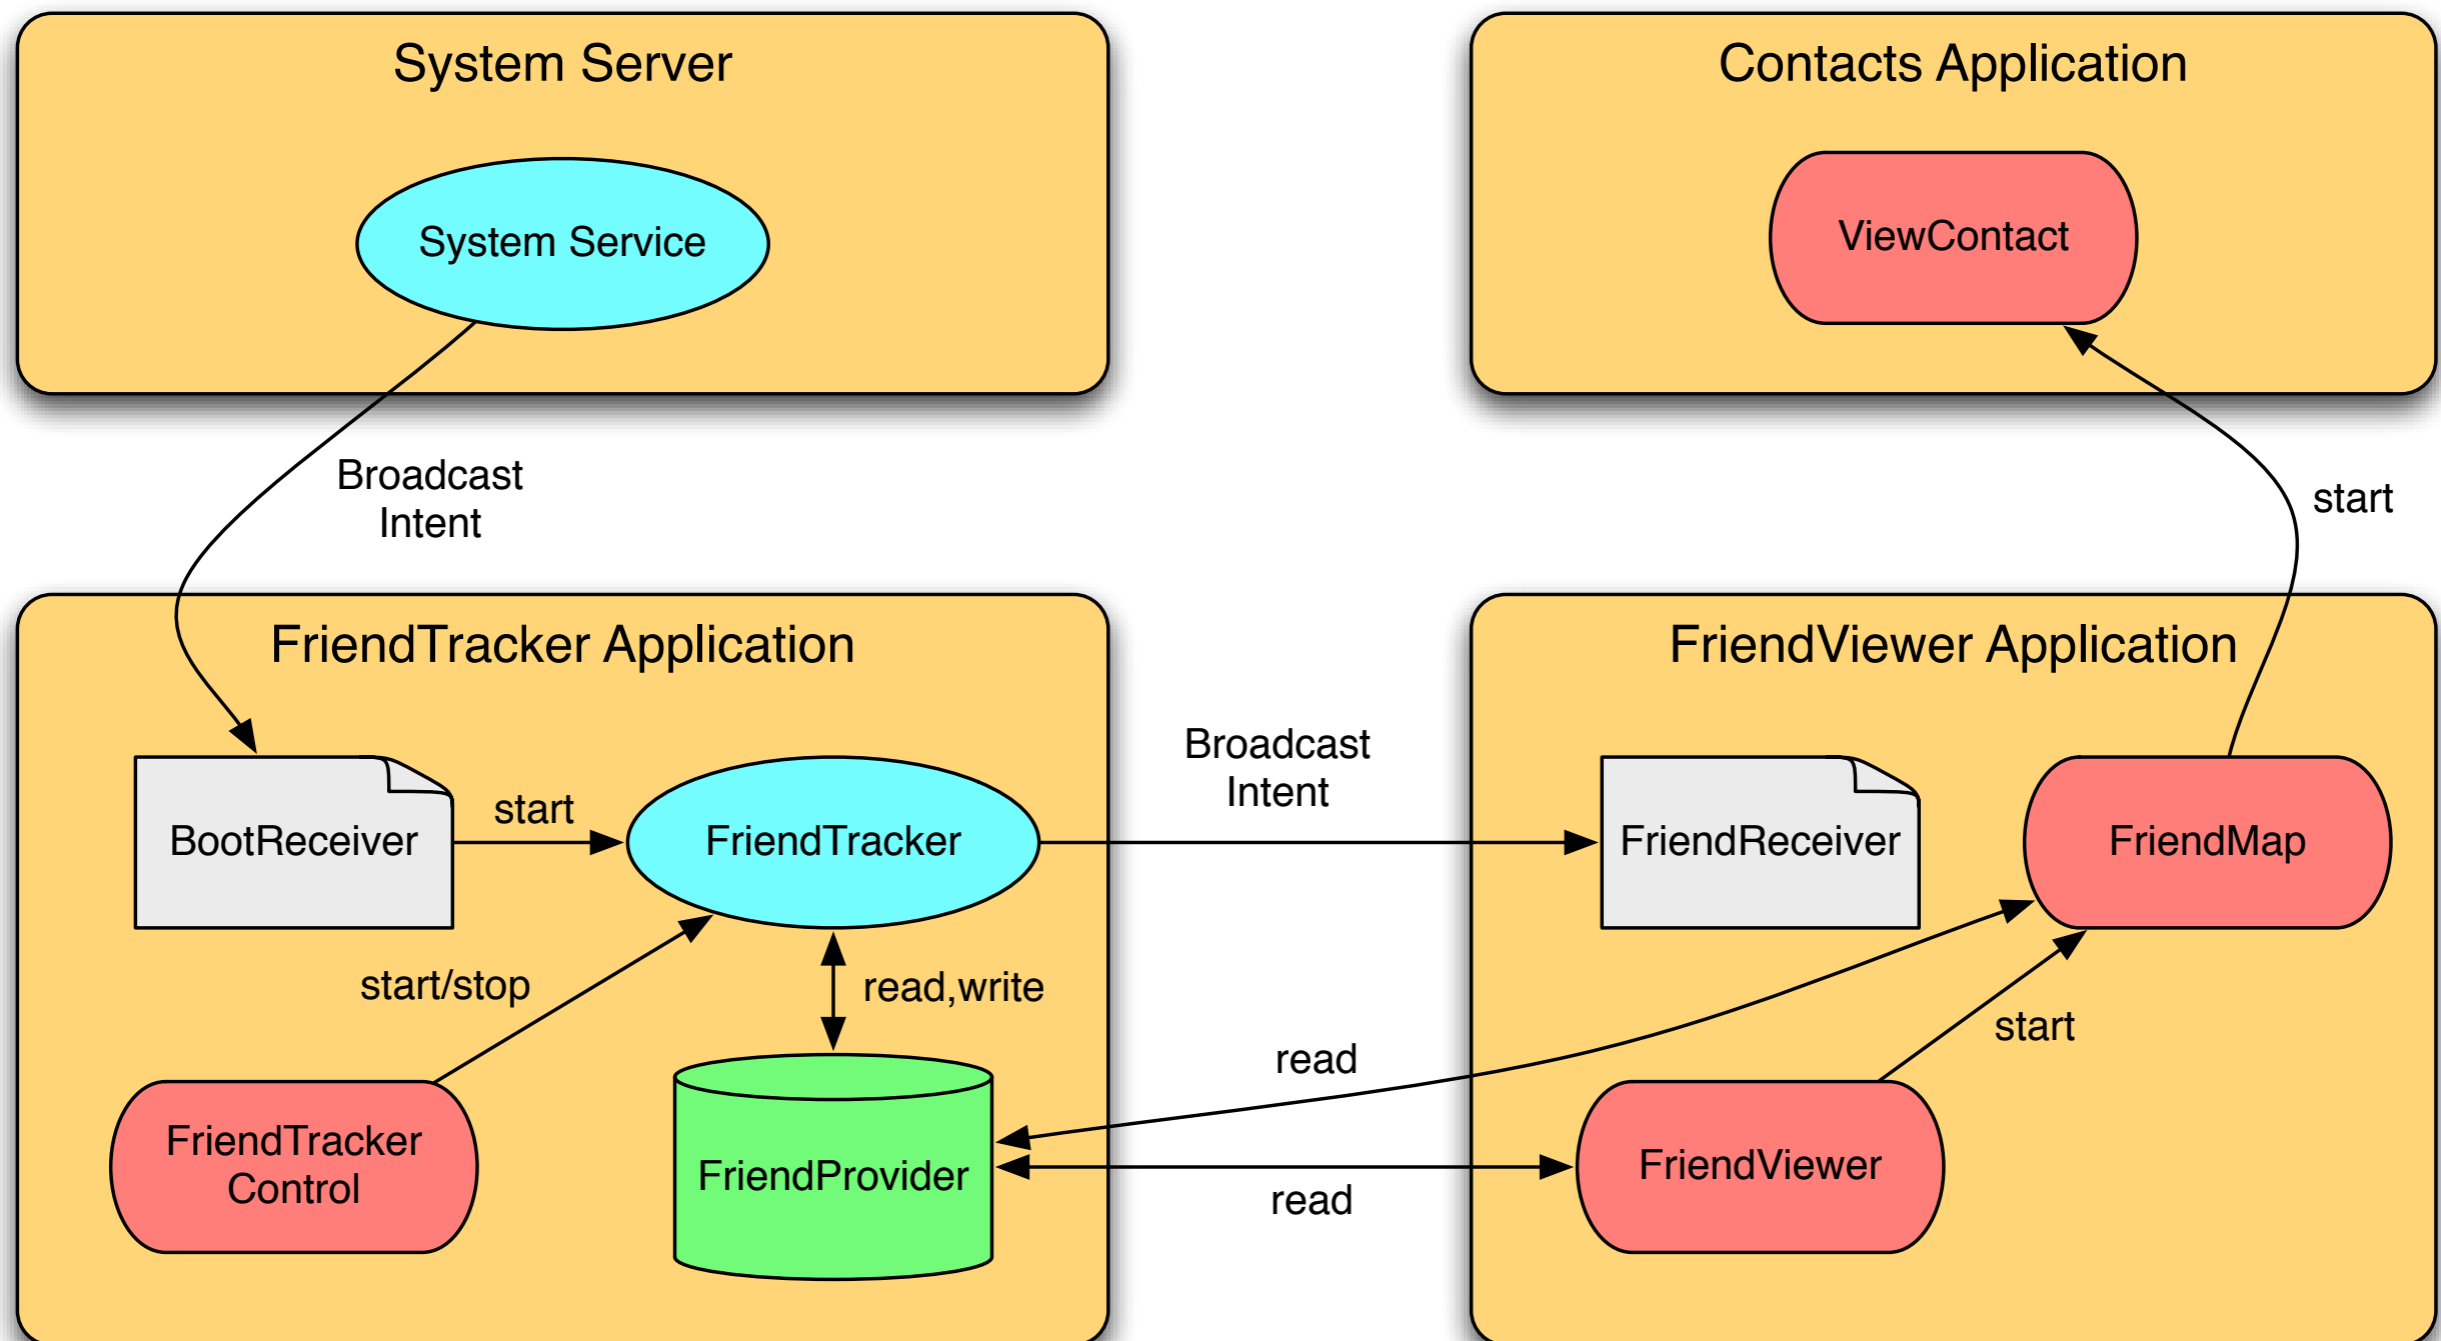 System Server
Contacts Application
System Service
ViewContact
Broadcast
Intent
start
FriendTracker Application
FriendViewer Application
BootReceiver
start
FriendTracker
Broadcast
Intent
FriendReceiver
FriendMap
start/stop
read,write
read
start
FriendTracker
Control
FriendProvider
read
FriendViewer